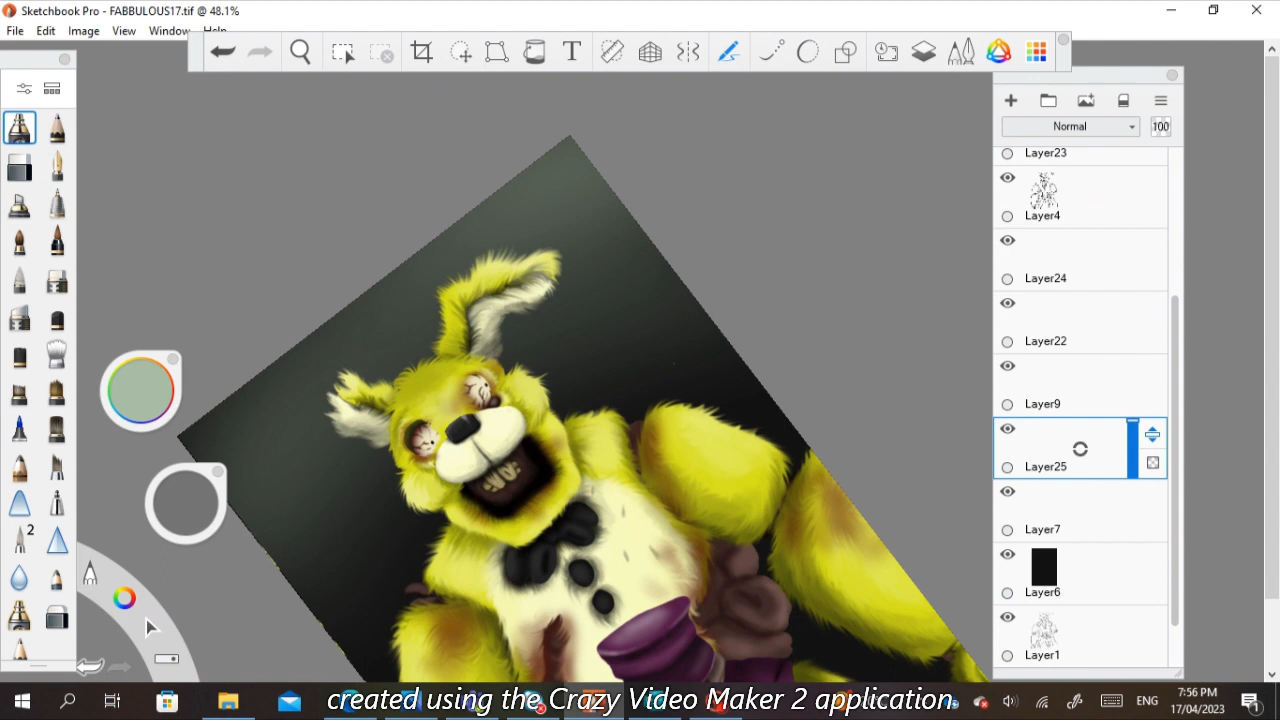 Sketchbook Pro - FABBULOUS17.tif @ 48.1%
File Edit Image View Window Help
T
Normal 100
Layer23
Layer4
Layer24
Layer22
Layer9
Layer25
Layer7
Layer6
Layer1
2
created using the Crazy Video Maker 2 application.
ENG
7:56 PM
17/04/2023
1